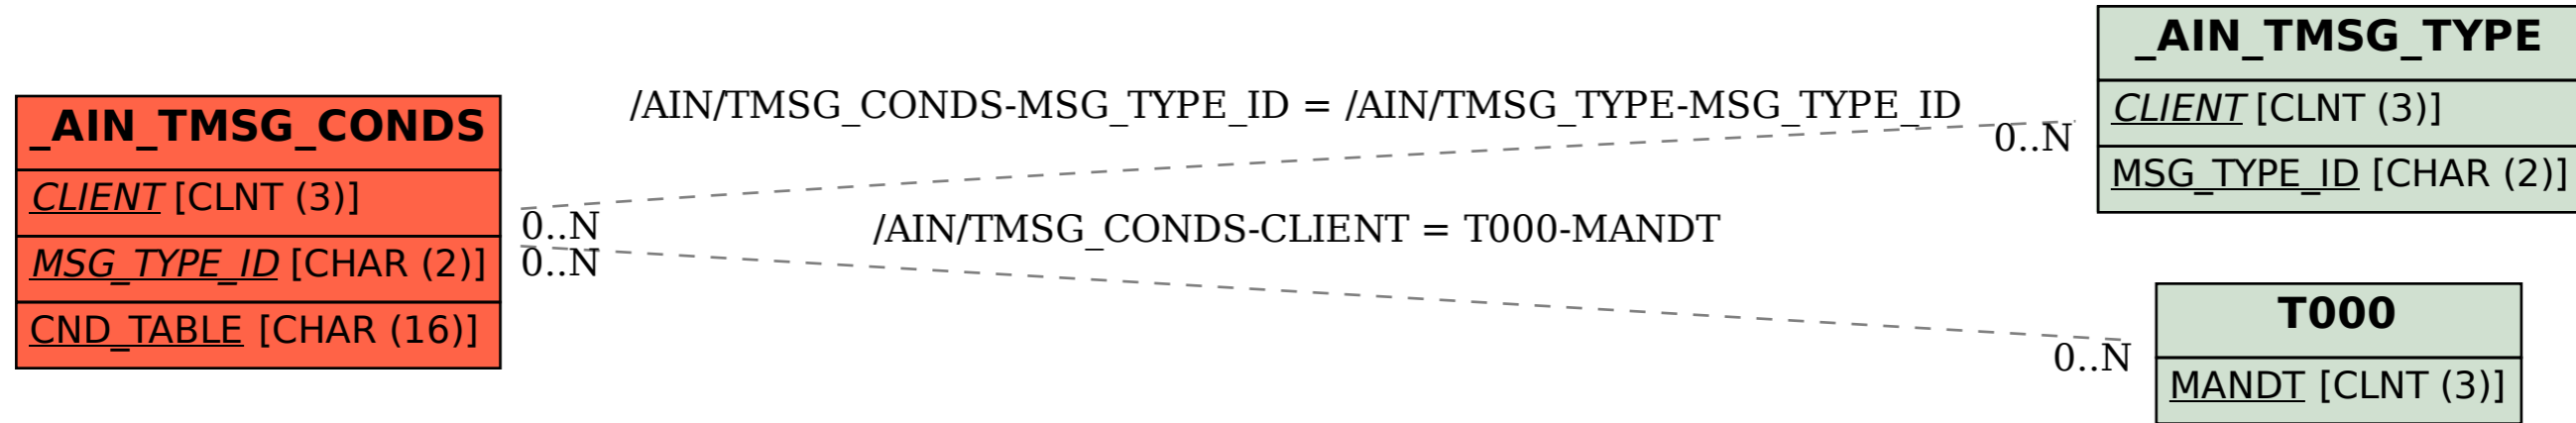 _AIN_TMSG_CONDS
CLIENT [CLNT (3)]
MSG_TYPE_ID [CHAR (2)]
CND_TABLE [CHAR (16)]
/AIN/TMSG_CONDS-MSG_TYPE_ID = /AIN/TMSG_TYPE-MSG_TYPE_ID
0..N
0..N
/AIN/TMSG_CONDS-CLIENT = T000-MANDT
0..N
0..N
_AIN_TMSG_TYPE
CLIENT [CLNT (3)]
MSG_TYPE_ID [CHAR (2)]
T000
MANDT [CLNT (3)]